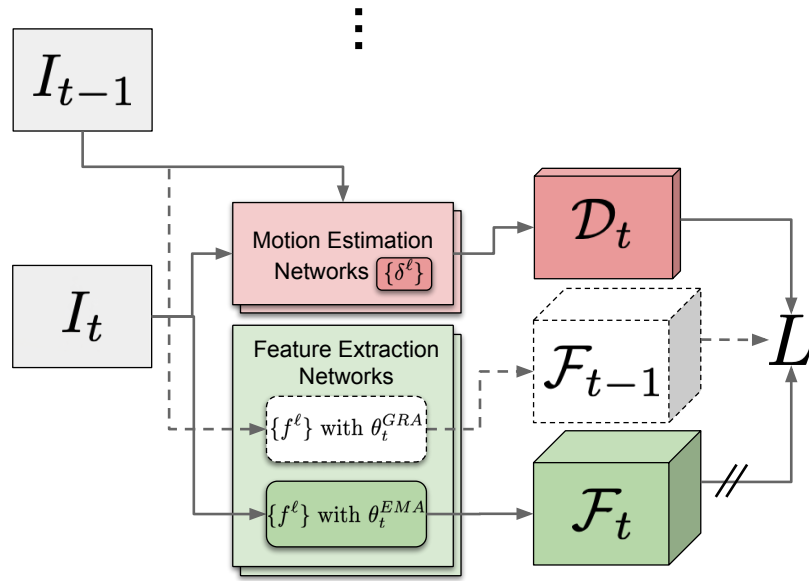 ⋮
I_{t-1}
Motion Estimation
Networks {δ^ℓ}
D_t
I_t
L
Feature Extraction
Networks
F_{t-1}
{f^ℓ} with θ_t^{GRA}
{f^ℓ} with θ_t^{EMA}
F_t